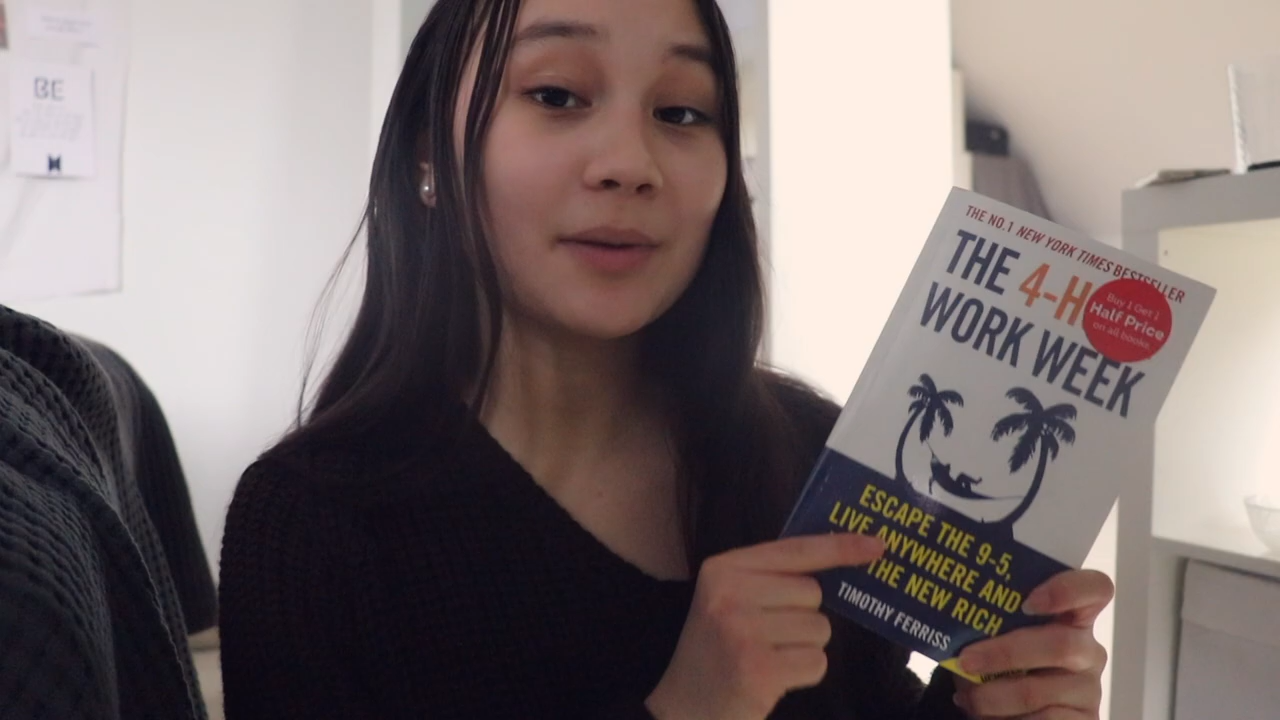 BE
THE NO.1 NEW YORK TIMES BESTSELLER
THE 4-H
WORK WEEK
Buy 1 Get 1
Half Price
on all books
ESCAPE THE 9-5,
LIVE ANYWHERE AND
THE NEW RICH
TIMOTHY FERRISS